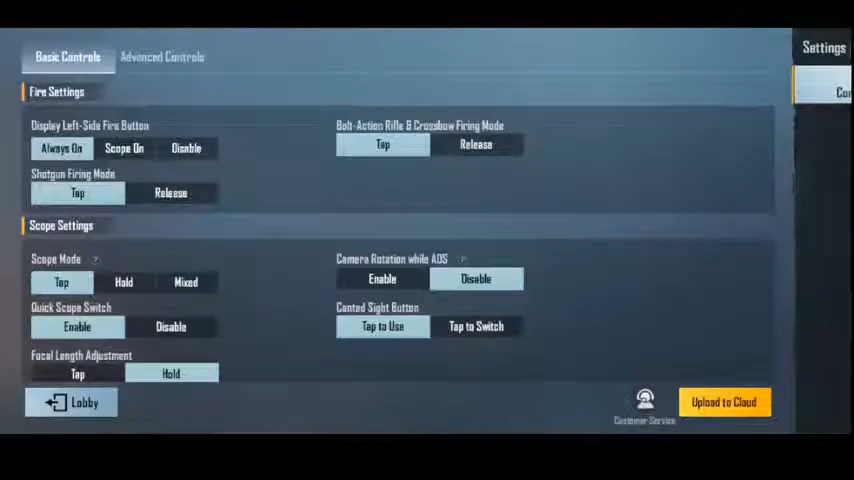 Basic Controls Advanced Controls
Settings
Fire Settings
Display Left-Side Fire Button
Always On Scope On Disable
Bolt-Action Rifle & Crossbow Firing Mode
Tap Release
Shotgun Firing Mode
Tap Release
Scope Settings
Scope Mode ?
Tap Hold Mixed
Camera Rotation while ADS ?
Enable Disable
Quick Scope Switch
Enable Disable
Canted Sight Button
Tap to Use Tap to Switch
Focal Length Adjustment
Tap Hold
Lobby
Customer Service
Upload to Cloud
Con